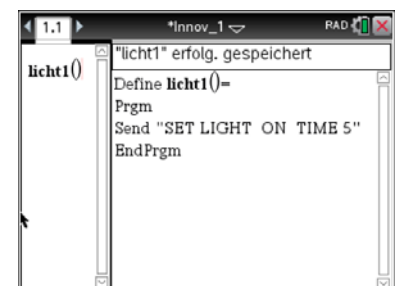 1.1 *Innov_1 RAD
licht1()
"licht1" erfolg. gespeichert
Define licht1()=
Prgm
Send "SET LIGHT ON TIME 5"
EndPrgm